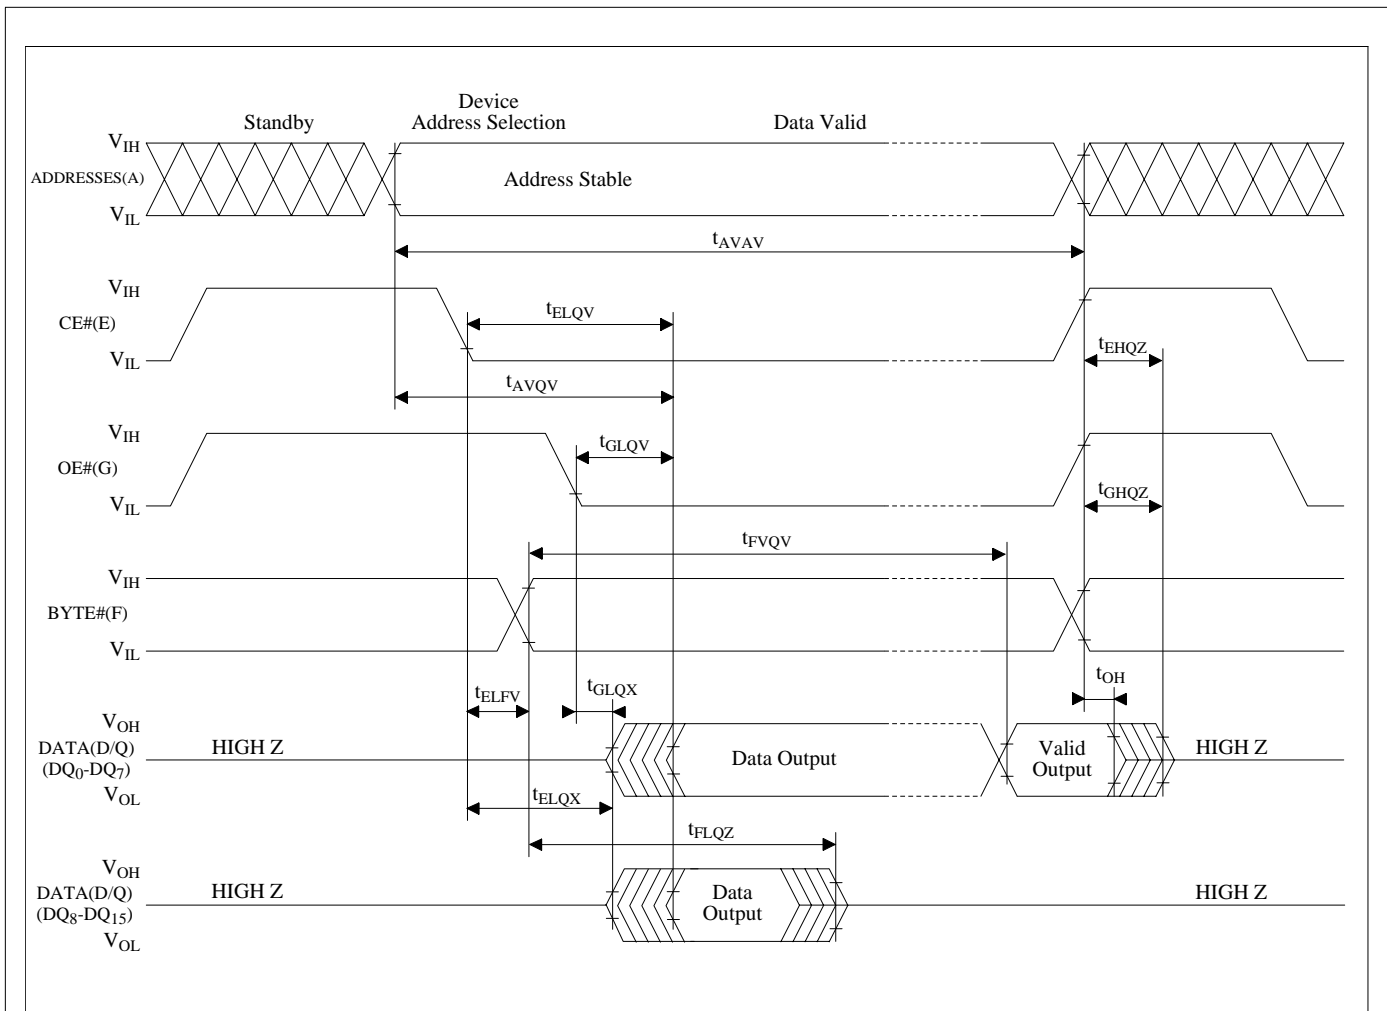 Device
Standby Address Selection Data Valid
VIH
ADDRESSES(A) Address Stable
VIL
tAVAV
VIH
tELQV
CE#(E)
tEHQZ
VIL
tAVQV
VIH
tGLQV
OE#(G)
tGHQZ
VIL
tFVQV
VIH
BYTE#(F)
VIL
tELFV tGLQX tOH
VOH
DATA(D/Q) HIGH Z Data Output Valid Output HIGH Z
(DQ0-DQ7)
VOL
tELQX
tFLQZ
VOH
DATA(D/Q) HIGH Z Data Output HIGH Z
(DQ8-DQ15)
VOL